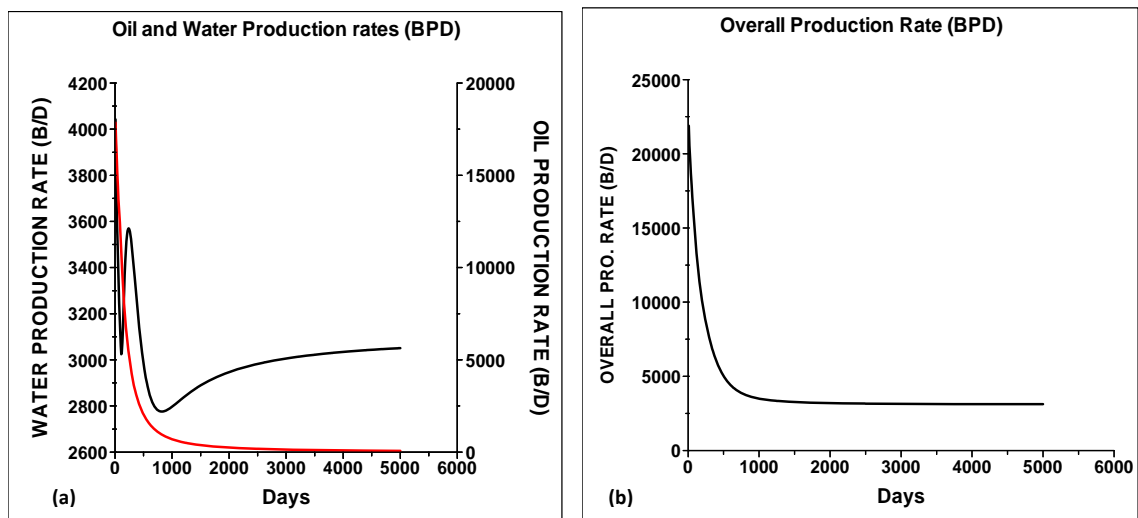 Oil and Water Production rates (BPD)
WATER PRODUCTION RATE (B/D)
4200
4000
3800
3600
3400
3200
3000
2800
2600
20000
15000
10000
5000
0
OIL PRODUCTION RATE (B/D)
0 1000 2000 3000 4000 5000 6000
(a) Days
Overall Production Rate (BPD)
OVERALL PRO. RATE (B/D)
25000
20000
15000
10000
5000
0
0 1000 2000 3000 4000 5000 6000
(b) Days